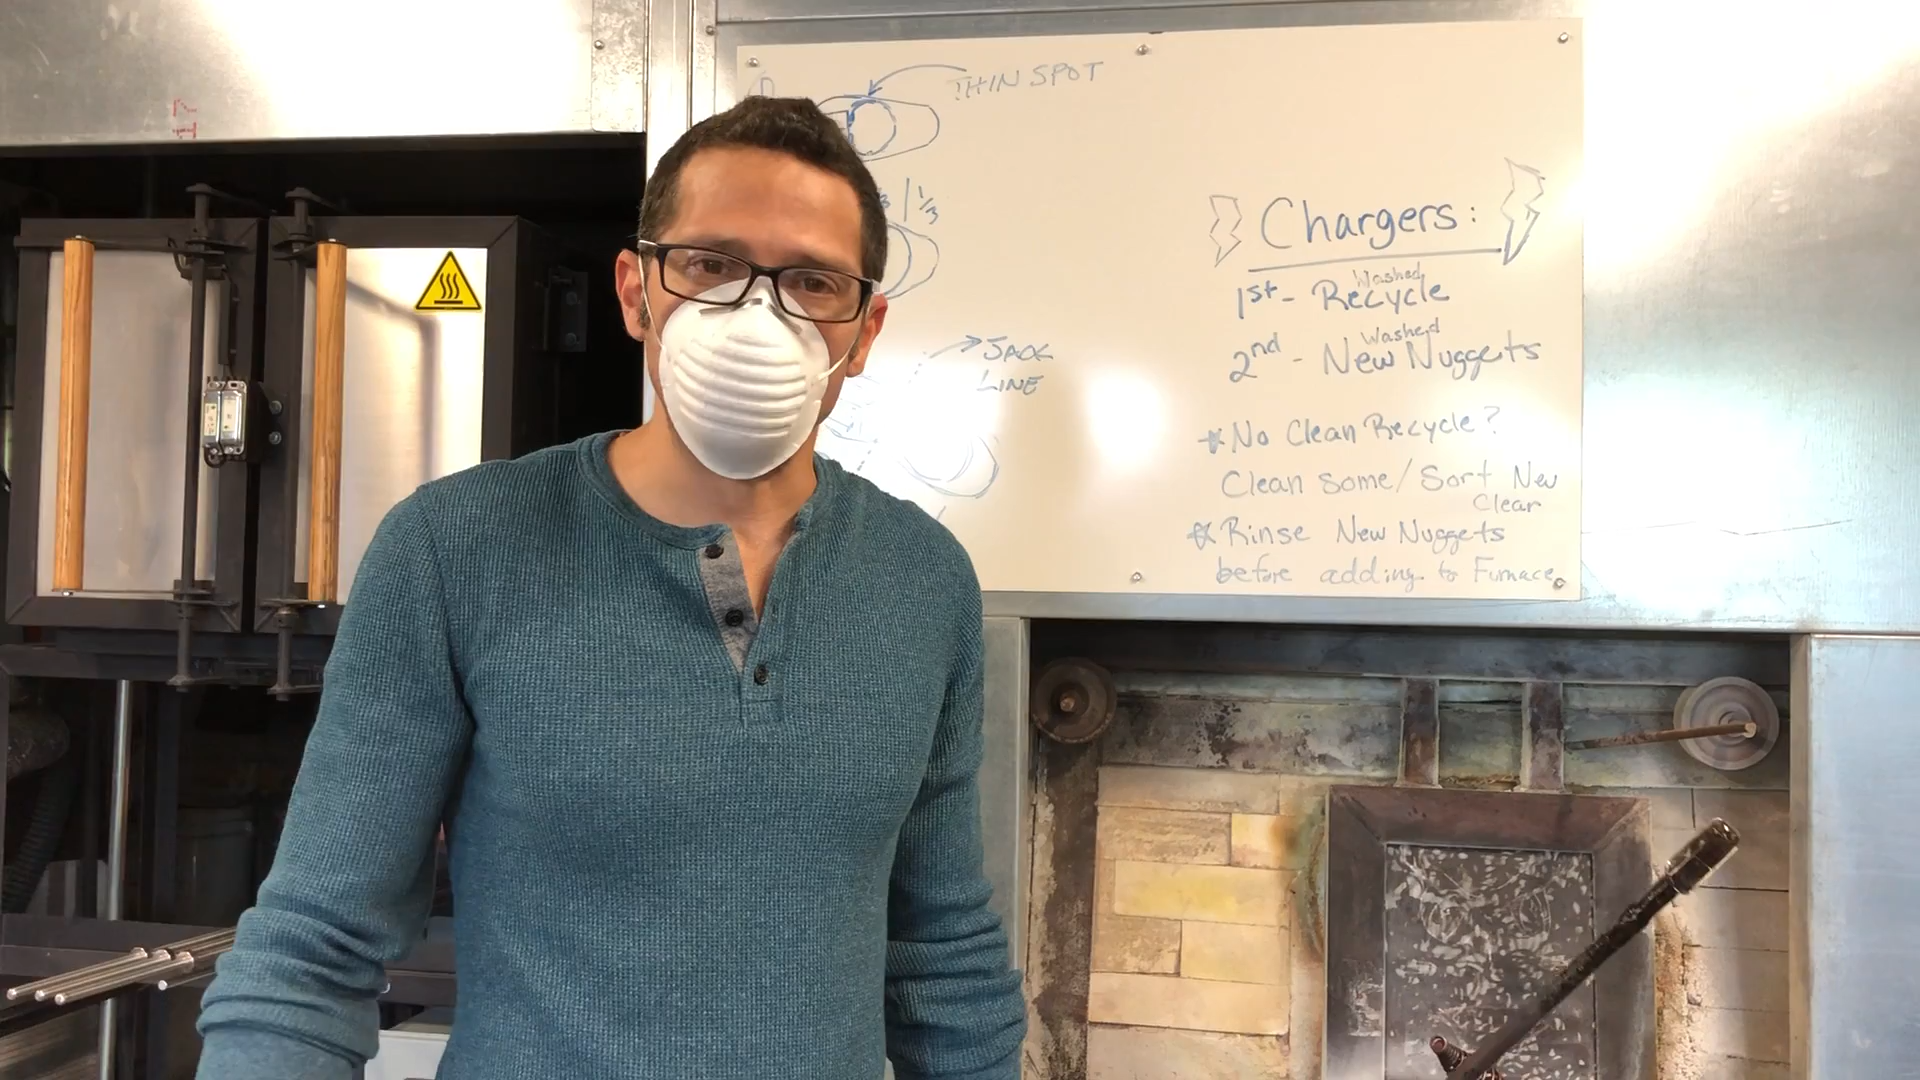 THIN SPOT
1/3
JACK
LINE
Chargers:
Washed
1st - Recycle
Washed
2nd - New Nuggets
* No Clean Recycle?
Clean Some/Sort New
Clear
* Rinse New Nuggets
before adding to Furnace